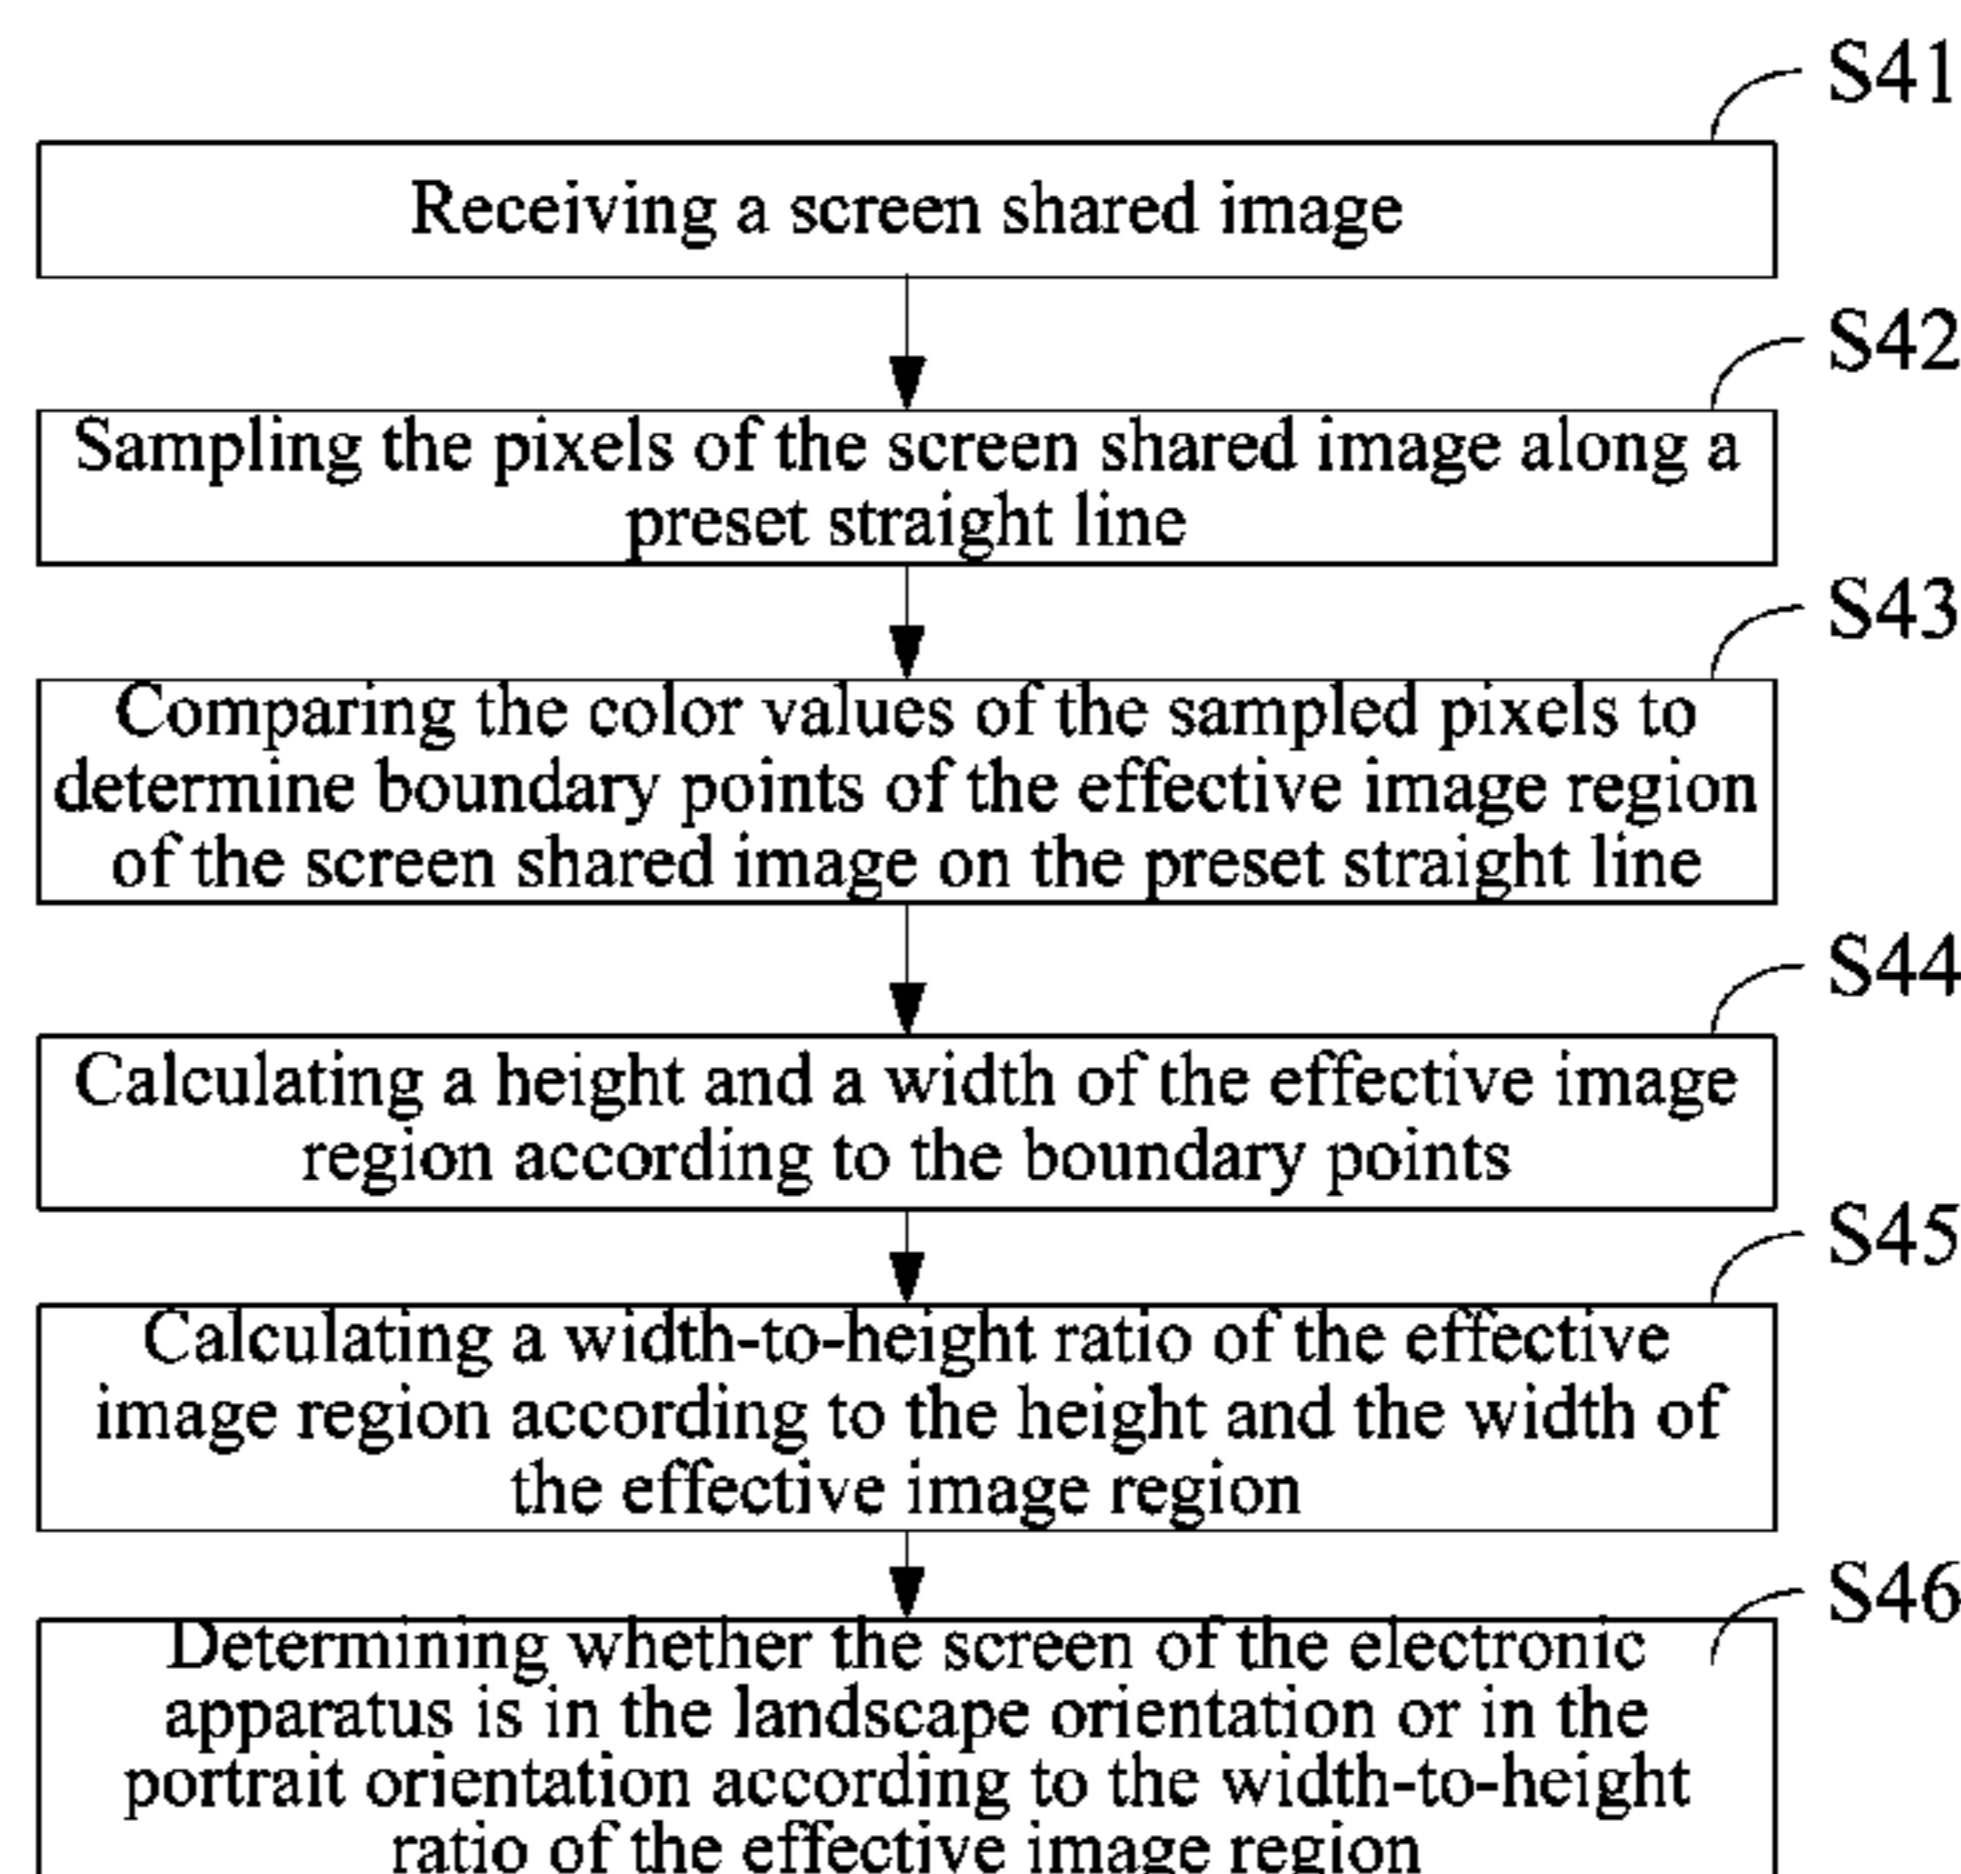 S41
Receiving a screen shared image
S42
Sampling the pixels of the screen shared image along a
preset straight line
S43
Comparing the color values of the sampled pixels to
determine boundary points of the effective image region
of the screen shared image on the preset straight line
S44
Calculating a height and a width of the effective image
region according to the boundary points
S45
Calculating a width-to-height ratio of the effective
image region according to the height and the width of
the effective image region
S46
Determining whether the screen of the electronic
apparatus is in the landscape orientation or in the
portrait orientation according to the width-to-height
ratio of the effective image region